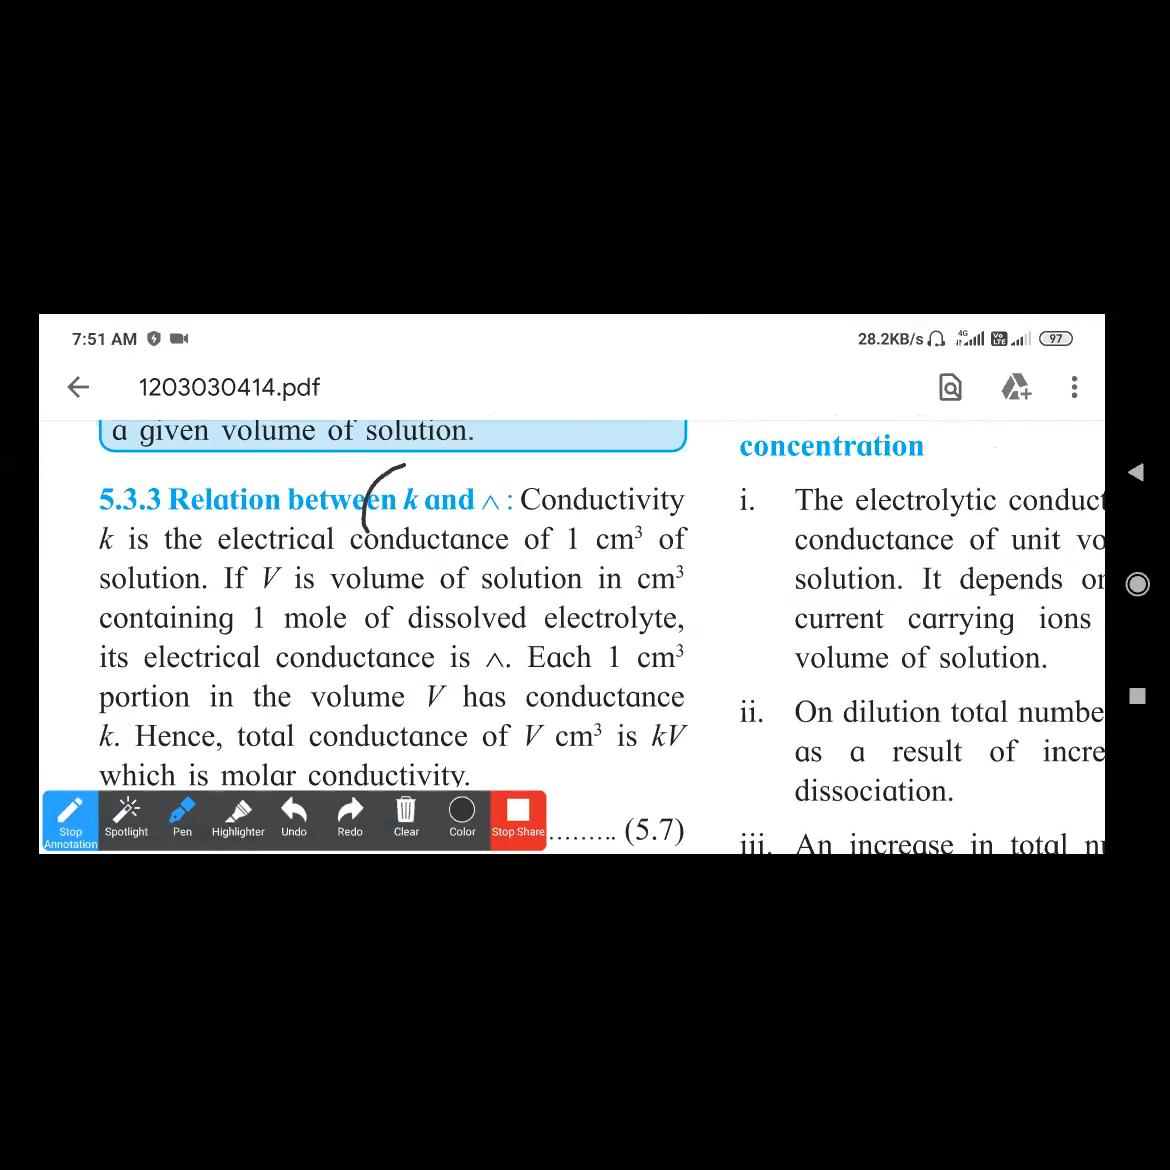 7:51 AM
28.2KB/s 4G Vo LTE 97
1203030414.pdf
a given volume of solution.
5.3.3 Relation between k and ∧ : Conductivity
k is the electrical conductance of 1 cm³ of
solution. If V is volume of solution in cm³
containing 1 mole of dissolved electrolyte,
its electrical conductance is ∧. Each 1 cm³
portion in the volume V has conductance
k. Hence, total conductance of V cm³ is kV
which is molar conductivity.
......... (5.7)
concentration
i. The electrolytic conduct
conductance of unit vo
solution. It depends on
current carrying ions
volume of solution.
ii. On dilution total numbe
as a result of incre
dissociation.
iii. An increase in total nu
Stop Annotation
Spotlight
Pen
Highlighter
Undo
Redo
Clear
Color
Stop Share